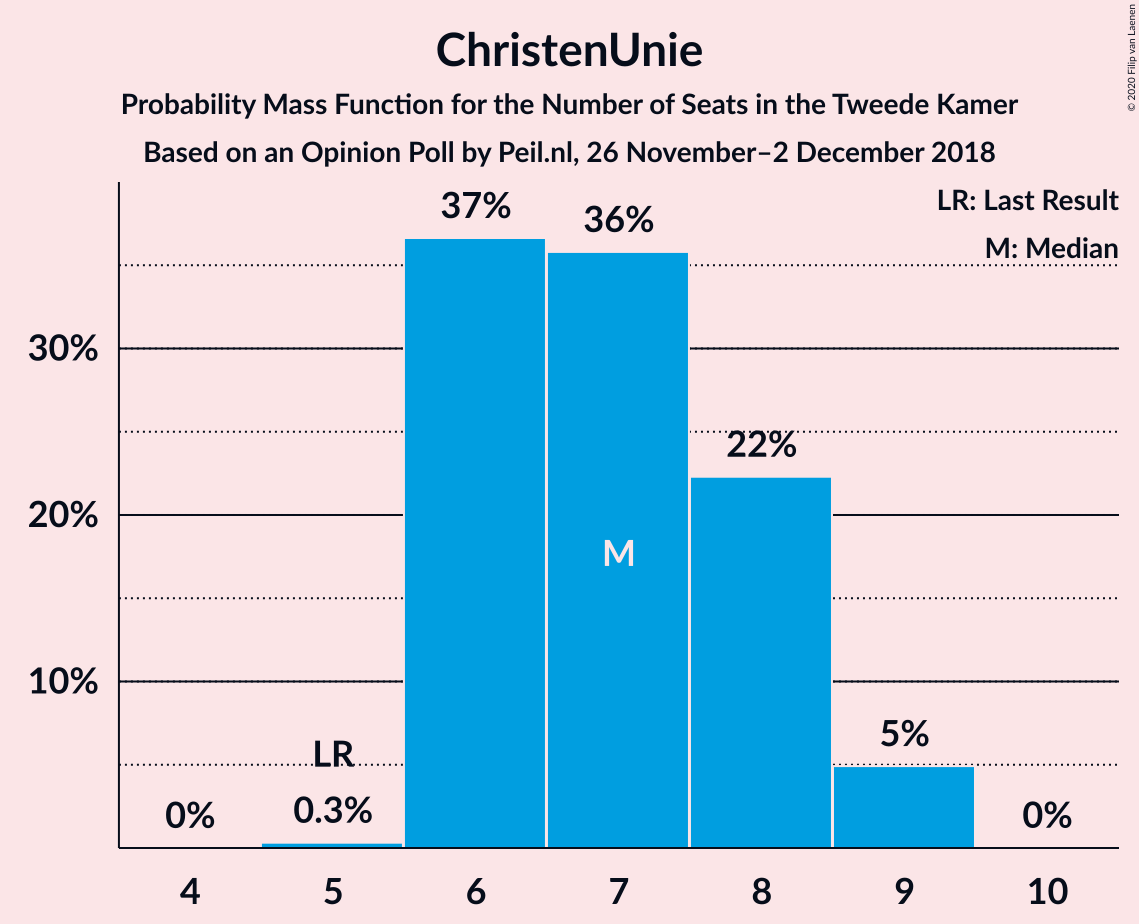 ChristenUnie
Probability Mass Function for the Number of Seats in the Tweede Kamer
Based on an Opinion Poll by Peil.nl, 26 November–2 December 2018
© 2020 Filip van Laenen
LR: Last Result
M: Median
37%
36%
30%
22%
20%
M
10%
5%
LR
0%
0.3%
0%
4
5
6
7
8
9
10